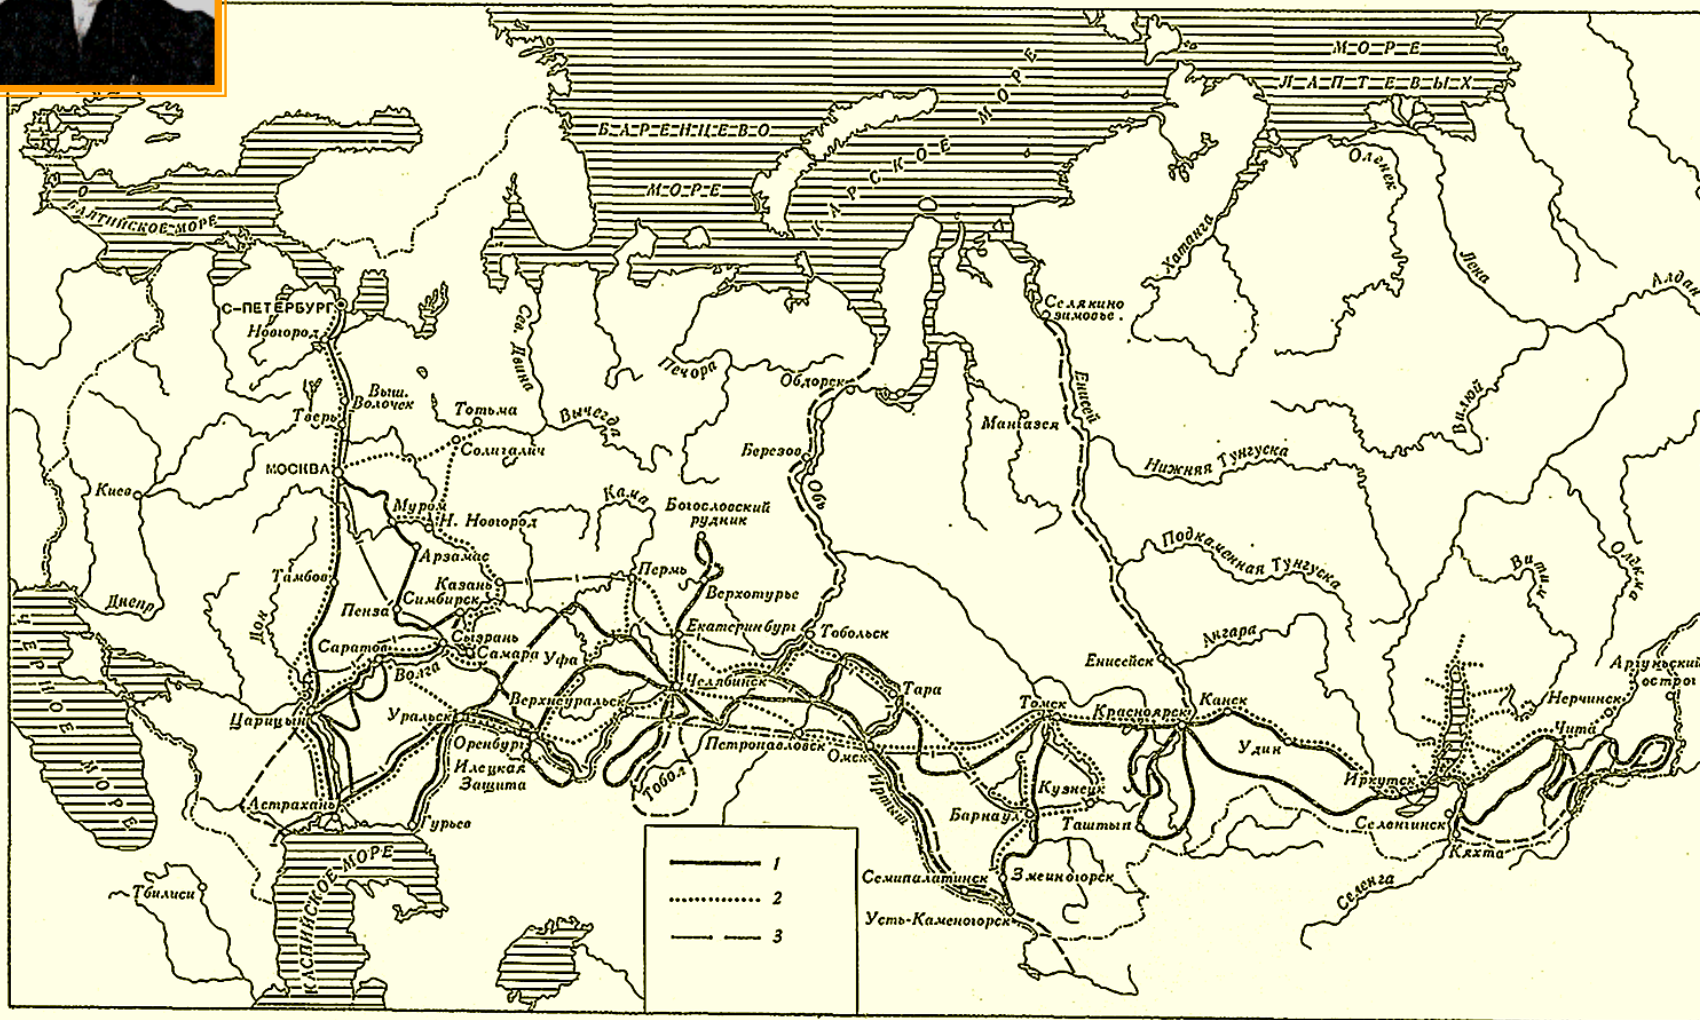 МОРЕ
ЛАПТЕВЫХ
БАРЕНЦЕВО
МОРЕ
КАРСКОЕ МОРЕ
БАЛТИЙСКОЕ МОРЕ
Оленек
Хатанга
Лена
Алдан
С-ПЕТЕРБУРГ
Новгород
Сев. Двина
Печора
Обдорск
Селякино
зимовье
Енисей
Вилюй
Выш.
Волочек
Тверь
Тотьма
Вычегда
Солигалич
Мангазея
МОСКВА
Березов
Обь
Нижняя Тунгуска
Киев
Муром
Н. Новгород
Кама
Богословский
рудник
Арзамас
Подкаменная Тунгуска
Витим
Олёкма
Тамбов
Казань
Пермь
Днепр
Дон
Пенза
Симбирск
Верхотурье
Сызрань
Екатеринбург
Тобольск
Ангара
Саратов
Самара
Уфа
Волга
Енисейск
Аргунский
острог
Челябинск
Тара
Верхнеуральск
Царицын
Уральск
Томск
Красноярск
Канск
Нерчинск
Оренбург
Петропавловск
Омск
Удин
Чита
Илецкая
Защита
Тобол
Иртыш
Кузнецк
Иркутск
Астрахань
Гурьев
Барнаул
Таштып
Селенгинск
Кяхта
ЧЕРНОЕ МОРЕ
КАСПИЙСКОЕ МОРЕ
Тбилиси
Семипалатинск
Змеиногорск
Селенга
Усть-Каменогорск
1
2
3